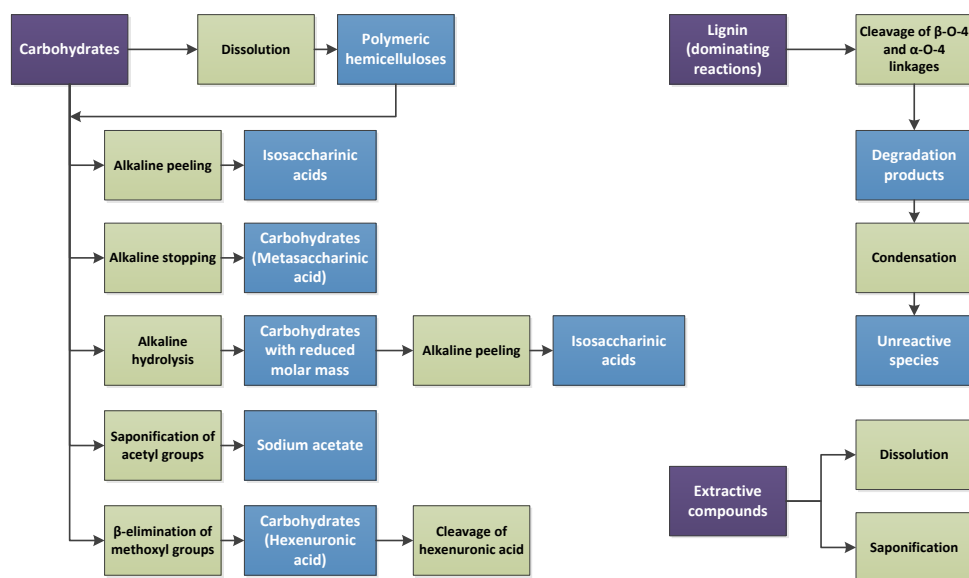 Carbohydrates
Dissolution
Polymeric
hemicelluloses
Alkaline peeling
Isosaccharinic
acids
Alkaline stopping
Carbohydrates
(Metasaccharinic
acid)
Alkaline
hydrolysis
Carbohydrates
with reduced
molar mass
Alkaline peeling
Isosaccharinic
acids
Saponification of
acetyl groups
Sodium acetate
β-elimination of
methoxyl groups
Carbohydrates
(Hexenuronic
acid)
Cleavage of
hexenuronic acid
Lignin
(dominating
reactions)
Cleavage of β-O-4
and α-O-4
linkages
Degradation
products
Condensation
Unreactive
species
Extractive
compounds
Dissolution
Saponification